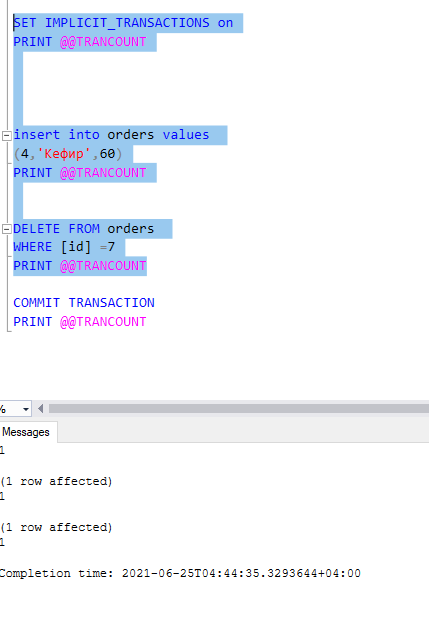 SET IMPLICIT_TRANSACTIONS on
PRINT @@TRANCOUNT
insert into orders values
(4,'Кефир',60)
PRINT @@TRANCOUNT
DELETE FROM orders
WHERE [id] =7
PRINT @@TRANCOUNT
COMMIT TRANSACTION
PRINT @@TRANCOUNT
%
Messages
1
(1 row affected)
1
(1 row affected)
1
Completion time: 2021-06-25T04:44:35.3293644+04:00